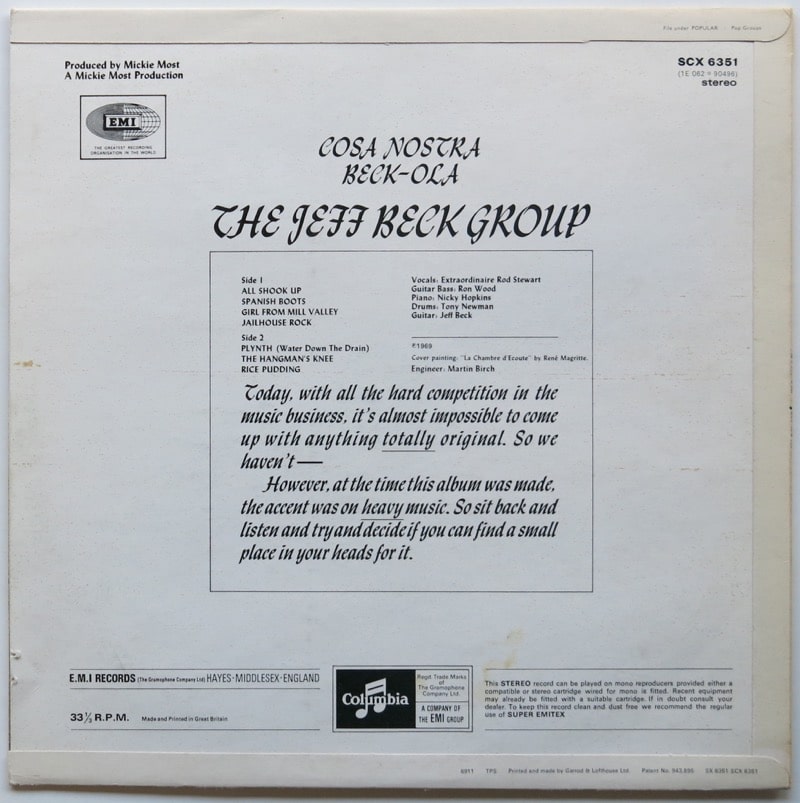 File under POPULAR : Pop Groups
Produced by Mickie Most
A Mickie Most Production
SCX 6351
(1E 062 ° 90496)
stereo
EMI
THE GREATEST RECORDING
ORGANISATION IN THE WORLD
COSA NOSTRA
BECK-OLA
THE JEFF BECK GROUP
Side 1
ALL SHOOK UP
SPANISH BOOTS
GIRL FROM MILL VALLEY
JAILHOUSE ROCK
Side 2
PLYNTH (Water Down The Drain)
THE HANGMAN'S KNEE
RICE PUDDING
Vocals: Extraordinaire Rod Stewart
Guitar Bass: Ron Wood
Piano: Nicky Hopkins
Drums: Tony Newman
Guitar: Jeff Beck
℗1969
Cover painting: "La Chambre d'Ecoute" by René Magritte.
Engineer: Martin Birch
Today, with all the hard competition in the
music business, it's almost impossible to come
up with anything totally original. So we
haven't —
However, at the time this album was made,
the accent was on heavy music. So sit back and
listen and try and decide if you can find a small
place in your heads for it.
E.M.I RECORDS (The Gramophone Company Ltd) HAYES·MIDDLESEX·ENGLAND
33⅓ R.P.M. Made and Printed in Great Britain
Columbia
Regd. Trade Marks
of
The Gramophone
Company Ltd.
A COMPANY OF
THE EMI GROUP
This STEREO record can be played on mono reproducers provided either a
compatible or stereo cartridge wired for mono is fitted. Recent equipment
may already be fitted with a suitable cartridge. If in doubt consult your
dealer. To keep this record clean and dust free we recommend the regular
use of SUPER EMITEX
6911 TPS Printed and made by Garrod & Lofthouse Ltd. Patent No. 943,895 SX 6351 SCX 6351